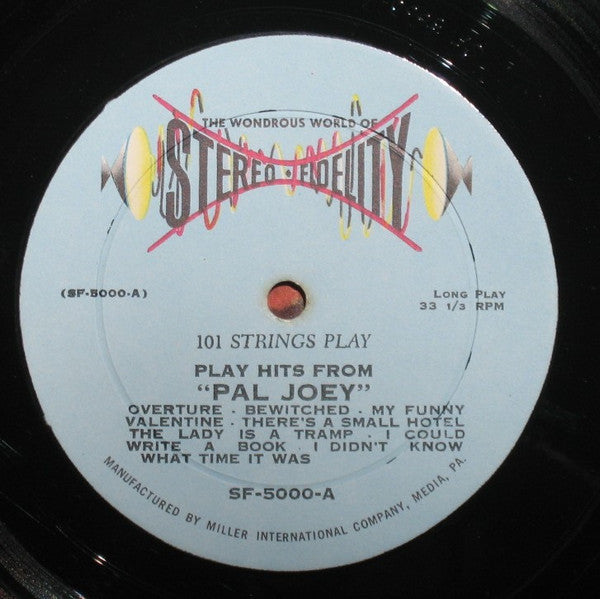 THE WONDROUS WORLD OF
STEREO · FIDELITY
(SF-5000-A)
LONG PLAY
33 1/3 RPM
101 STRINGS PLAY
PLAY HITS FROM
"PAL JOEY"
OVERTURE · BEWITCHED · MY FUNNY
VALENTINE · THERE'S A SMALL HOTEL
THE LADY IS A TRAMP · I COULD
WRITE A BOOK · I DIDN'T KNOW
WHAT TIME IT WAS
SF-5000-A
MANUFACTURED BY MILLER INTERNATIONAL COMPANY, MEDIA, PA.